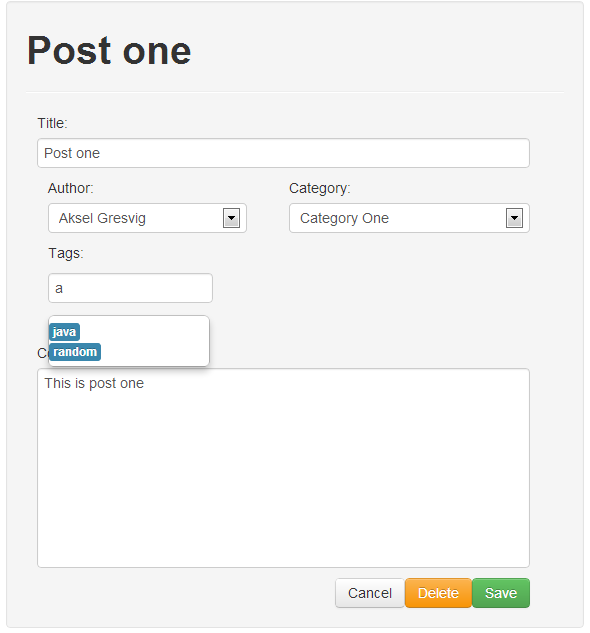 Post one
Title:
Post one
Author: Category:
Aksel Gresvig Category One
Tags:
a
java
random
C
This is post one
Cancel Delete Save